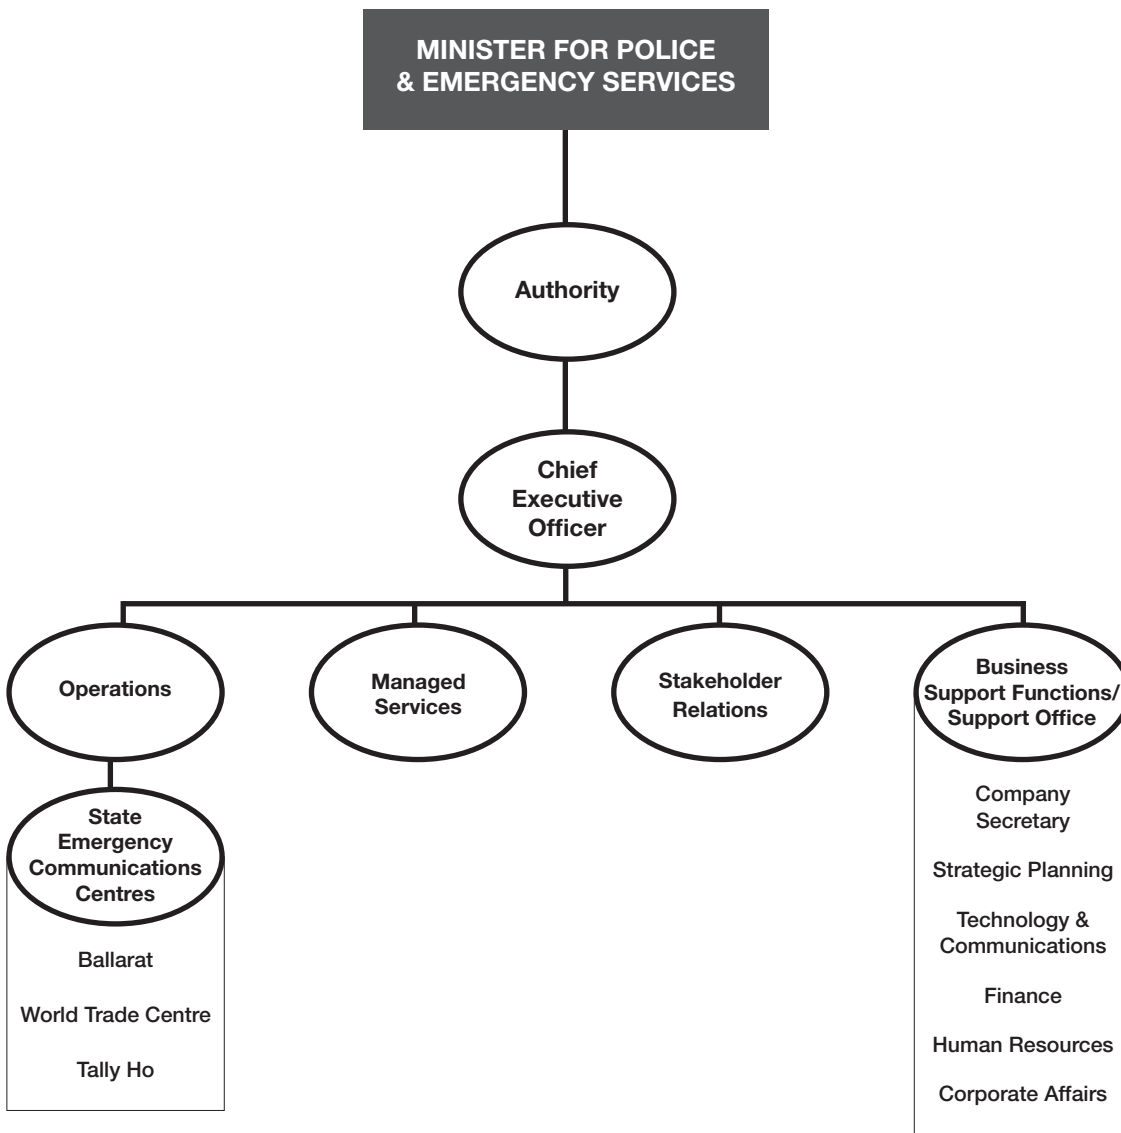 MINISTER FOR POLICE
& EMERGENCY SERVICES
Authority
Chief
Executive
Officer
Operations
Managed
Services
Stakeholder
Relations
Business
Support Functions/
Support Office
State
Emergency
Communications
Centres
Ballarat
World Trade Centre
Tally Ho
Company
Secretary
Strategic Planning
Technology &
Communications
Finance
Human Resources
Corporate Affairs